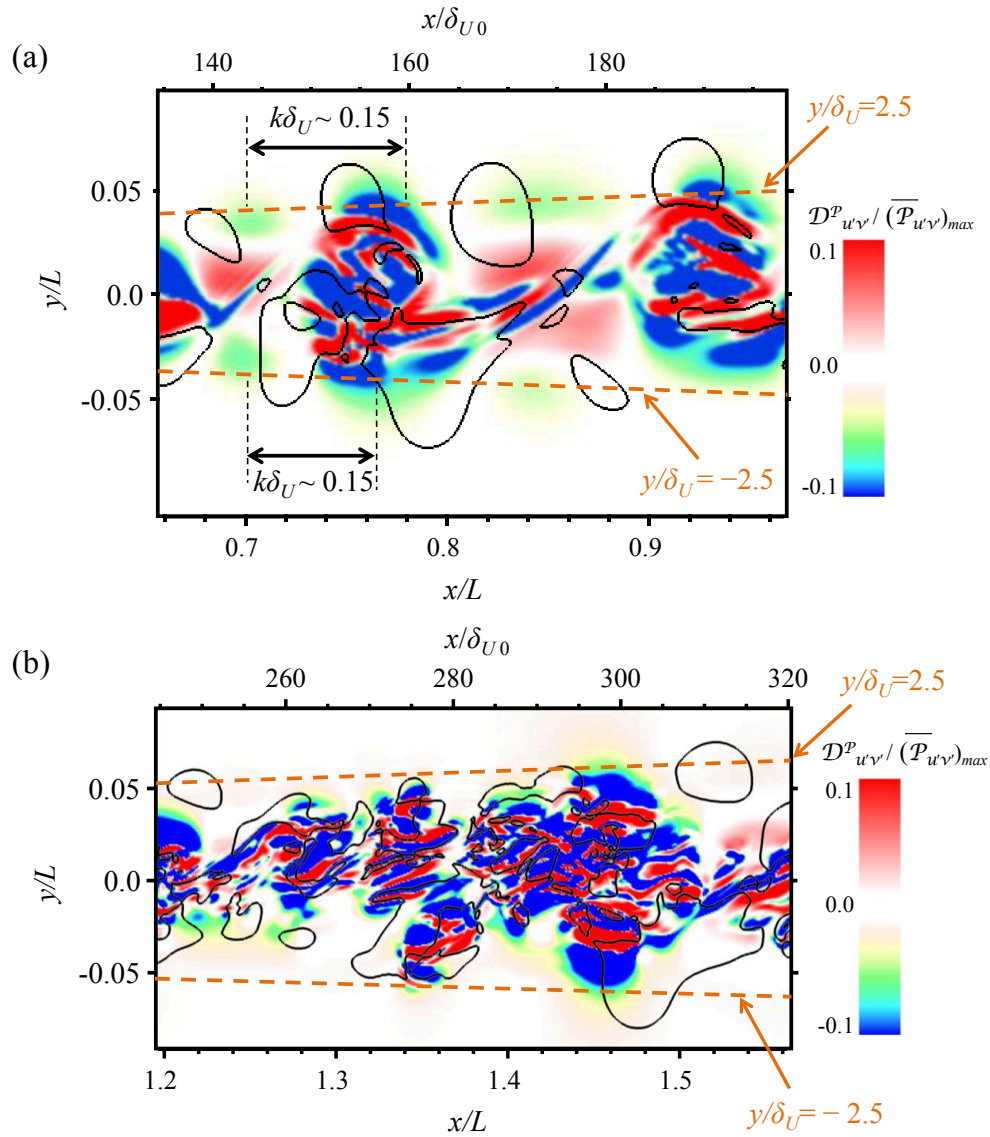 x/δU0
(a)
140 160 180
kδU ~ 0.15
y/δU=2.5
0.05
0.0
-0.05
y/L
𝒟ᴾu′v′ / (𝒫u′v′)max
0.1
0.0
-0.1
kδU ~ 0.15
y/δU = −2.5
0.7 0.8 0.9
x/L
x/δU0
(b)
260 280 300 320
y/δU=2.5
0.05
0.0
-0.05
y/L
𝒟ᴾu′v′ / (𝒫u′v′)max
0.1
0.0
-0.1
1.2 1.3 1.4 1.5
x/L
y/δU = − 2.5